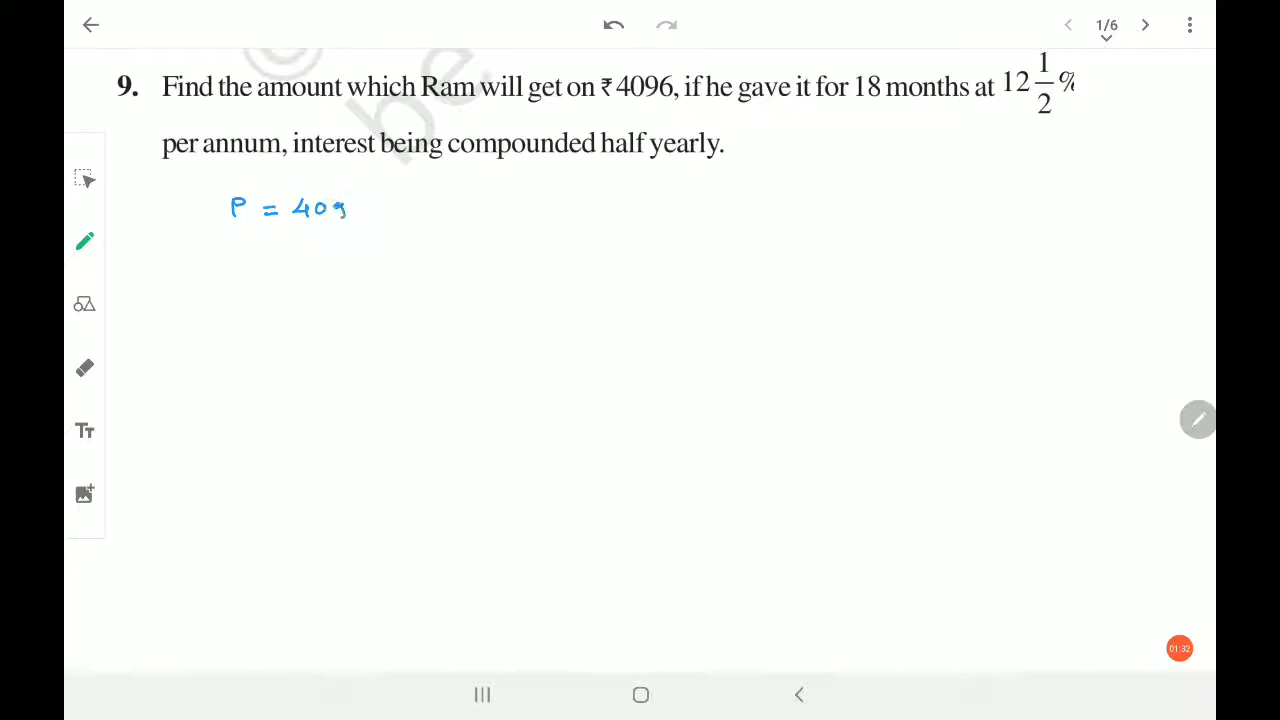 1/6
9. Find the amount which Ram will get on ₹ 4096, if he gave it for 18 months at 12 1/2 %
per annum, interest being compounded half yearly.
P = 409
Tт
01:32